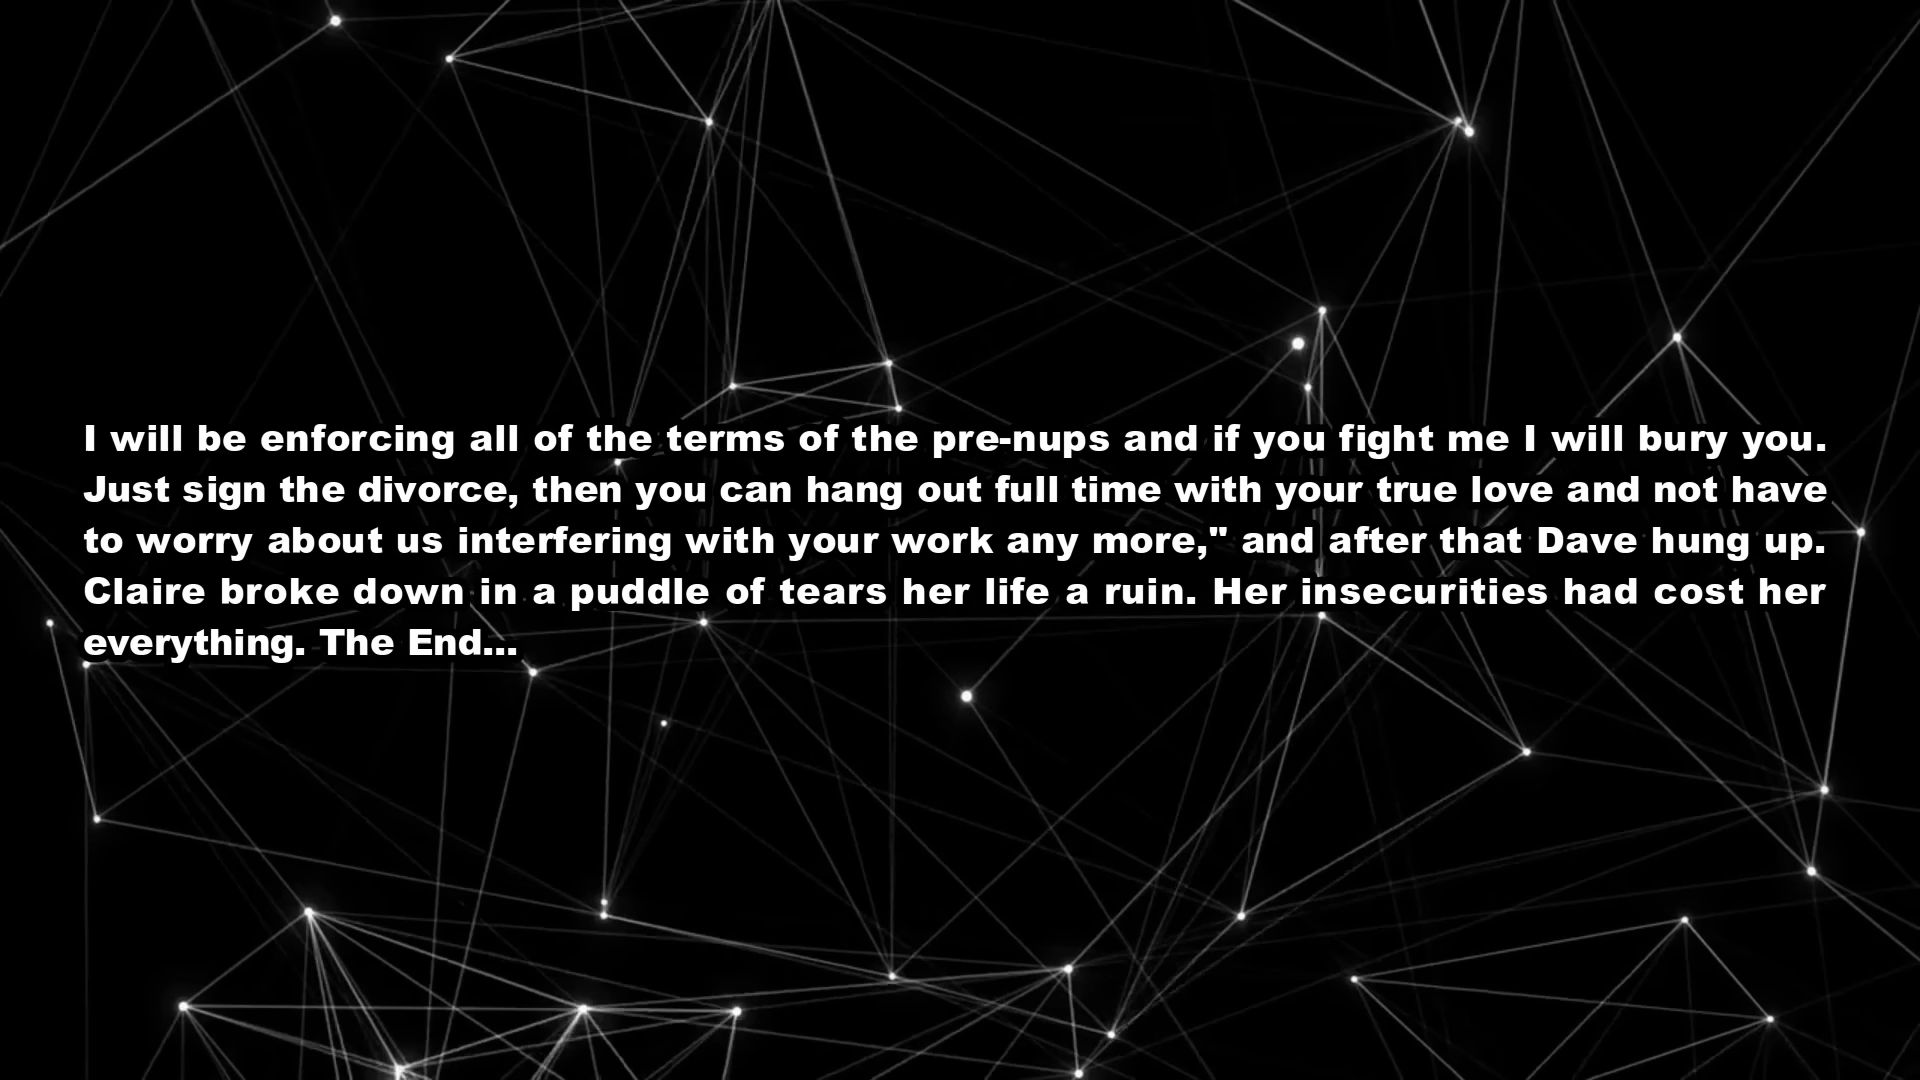 I will be enforcing all of the terms of the pre-nups and if you fight me I will bury you.
Just sign the divorce, then you can hang out full time with your true love and not have
to worry about us interfering with your work any more," and after that Dave hung up.
Claire broke down in a puddle of tears her life a ruin. Her insecurities had cost her
everything. The End...